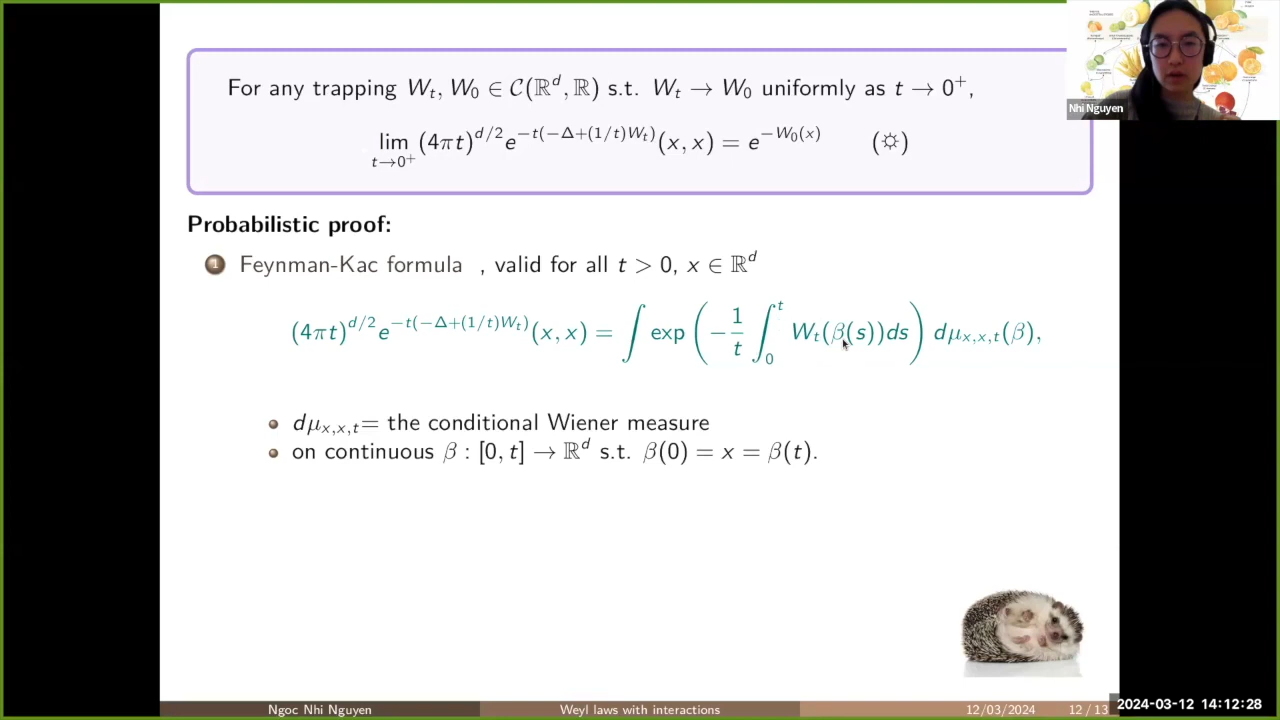 For any trapping W_t, W_0 ∈ C(ℝ^d, ℝ) s.t. W_t → W_0 uniformly as t → 0^+,
lim_{t→0^+} (4πt)^{d/2} e^{-t(-Δ+(1/t)W_t)}(x, x) = e^{-W_0(x)} (☼)
Nhi Nguyen
Probabilistic proof:
1 Feynman-Kac formula , valid for all t > 0, x ∈ ℝ^d
(4πt)^{d/2} e^{-t(-Δ+(1/t)W_t)}(x, x) = ∫ exp( -1/t ∫_0^t W_t(β(s))ds ) dμ_{x,x,t}(β),
dμ_{x,x,t}= the conditional Wiener measure
on continuous β : [0, t] → ℝ^d s.t. β(0) = x = β(t).
Ngoc Nhi Nguyen Weyl laws with interactions 12/03/2024 12 / 13
2024-03-12 14:12:28